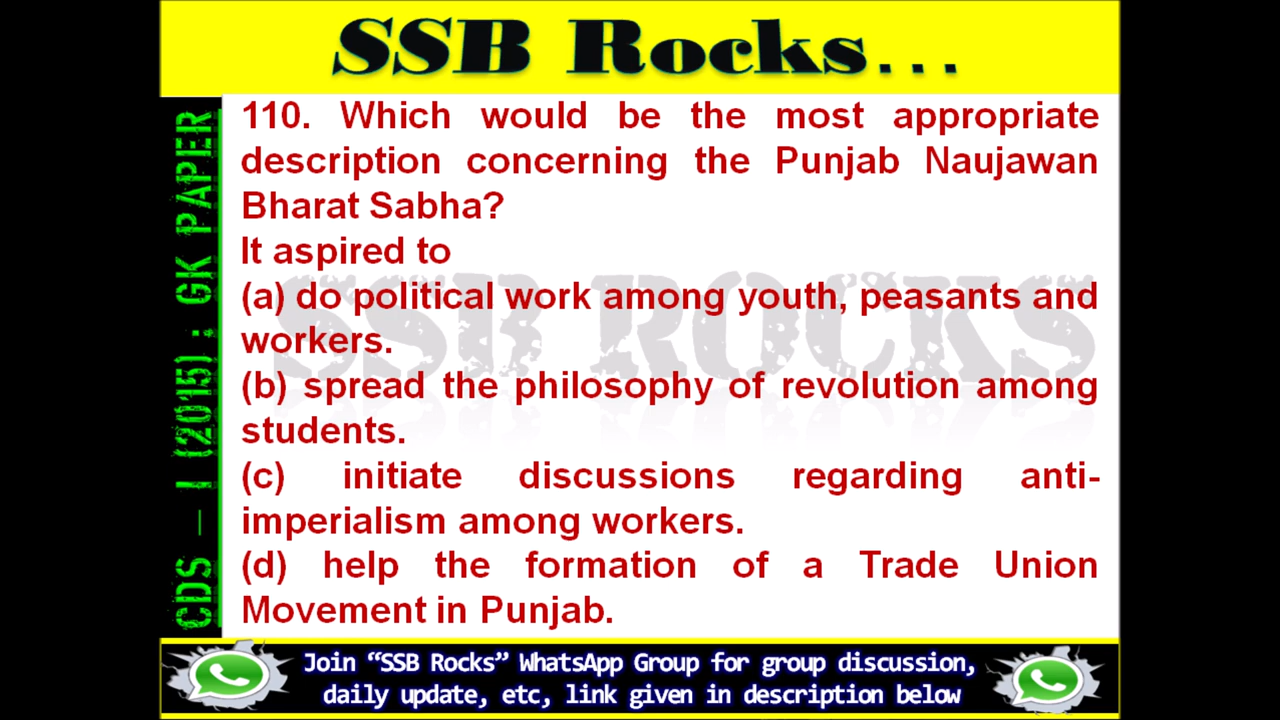 SSB Rocks...
CDS – I (2015) : GK PAPER
110. Which would be the most appropriate
description concerning the Punjab Naujawan
Bharat Sabha?
It aspired to
(a) do political work among youth, peasants and
workers.
(b) spread the philosophy of revolution among
students.
(c) initiate discussions regarding anti-
imperialism among workers.
(d) help the formation of a Trade Union
Movement in Punjab.
SSB ROCKS
Join “SSB Rocks” WhatsApp Group for group discussion,
daily update, etc, link given in description below